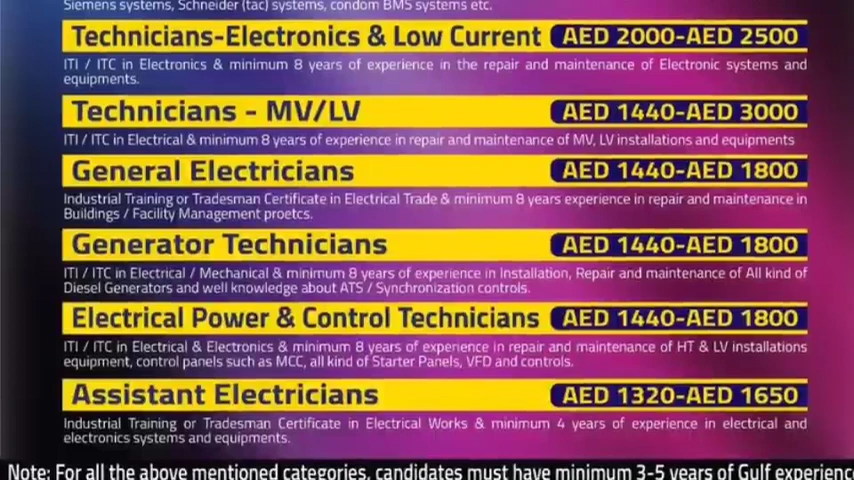 Siemens systems, Schneider (tac) systems, condom BMS systems etc.
Technicians-Electronics & Low Current AED 2000-AED 2500
ITI / ITC in Electronics & minimum 8 years of experience in the repair and maintenance of Electronic systems and
equipments.
Technicians - MV/LV AED 1440-AED 3000
ITI / ITC in Electrical & minimum 8 years of experience in repair and maintenance of MV, LV installations and equipments
General Electricians AED 1440-AED 1800
Industrial Training or Tradesman Certificate in Electrical Trade & minimum 8 years experience in repair and maintenance in
Buildings / Facility Management proetcs.
Generator Technicians AED 1440-AED 1800
ITI / ITC in Electrical / Mechanical & minimum 8 years of experience in Installation, Repair and maintenance of All kind of
Diesel Generators and well knowledge about ATS / Synchronization controls.
Electrical Power & Control Technicians AED 1440-AED 1800
ITI / ITC in Electrical & Electronics & minimum 8 years of experience in repair and maintenance of HT & LV installations
equipment, control panels such as MCC, all kind of Starter Panels, VFD and controls.
Assistant Electricians AED 1320-AED 1650
Industrial Training or Tradesman Certificate in Electrical Works & minimum 4 years of experience in electrical and
electronics systems and equipments.
Note: For all the above mentioned categories, candidates must have minimum 3-5 years of Gulf experience